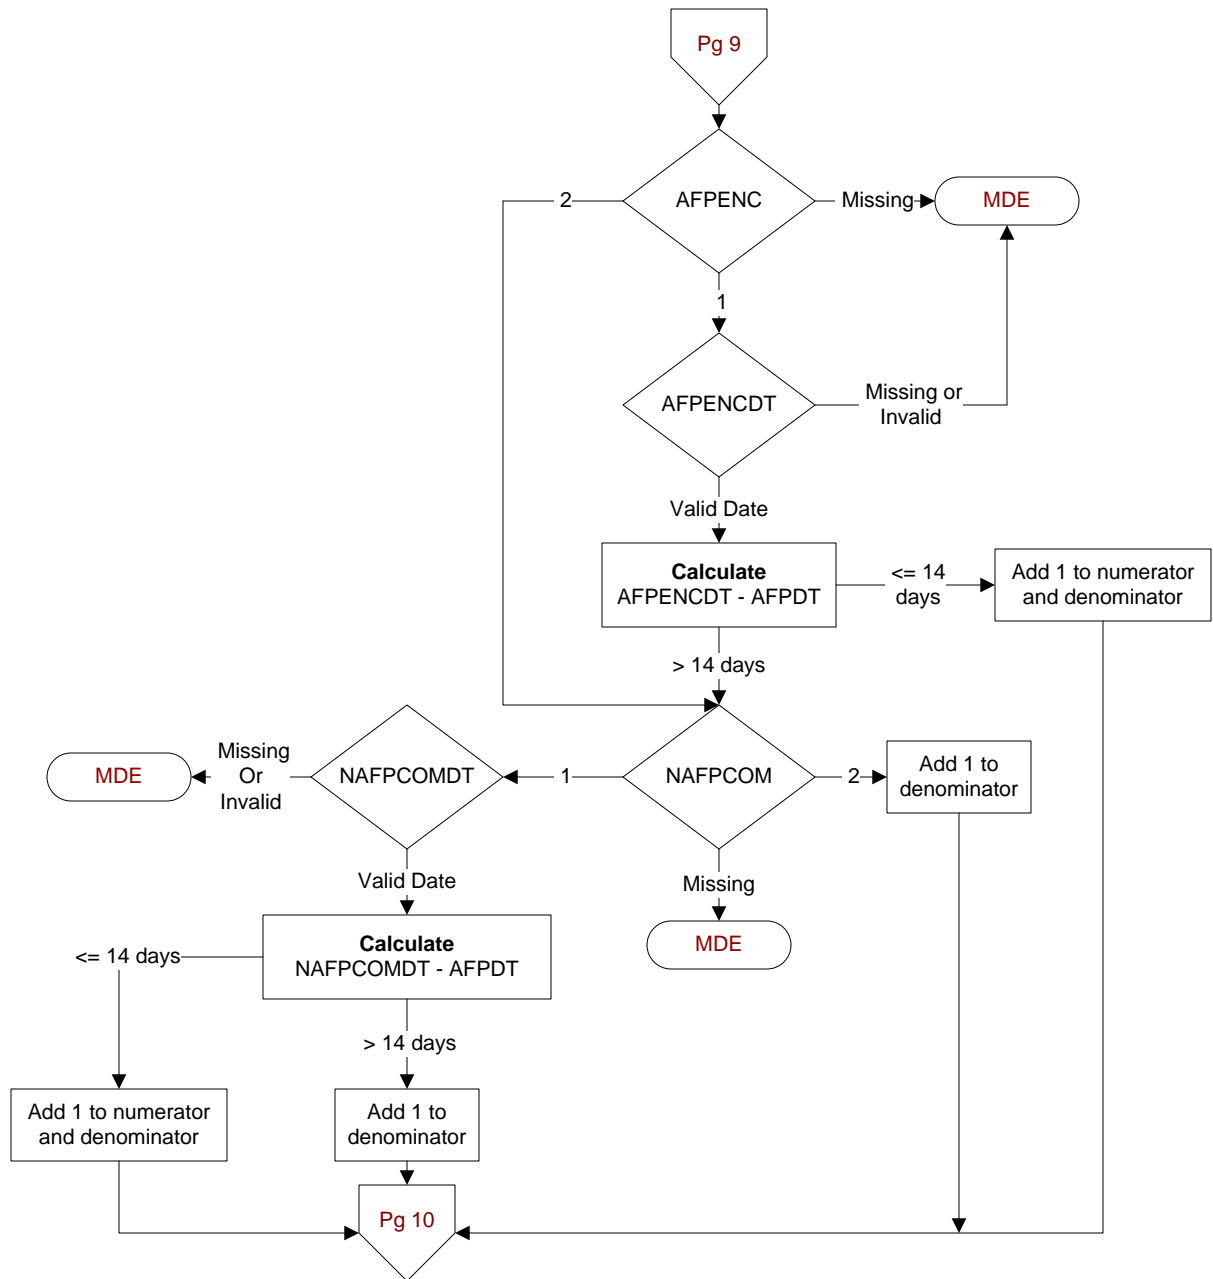 Pg 9
AFPENC
2
Missing
MDE
1
AFPENCDT
Missing or
Invalid
Valid Date
Calculate
AFPENCDT - AFPDT
<= 14
days
Add 1 to numerator
and denominator
> 14 days
MDE
Missing
Or
Invalid
NAFPCOMDT
1
NAFPCOM
2
Add 1 to
denominator
Valid Date
Missing
MDE
<= 14 days
Calculate
NAFPCOMDT - AFPDT
> 14 days
Add 1 to numerator
and denominator
Add 1 to
denominator
Pg 10